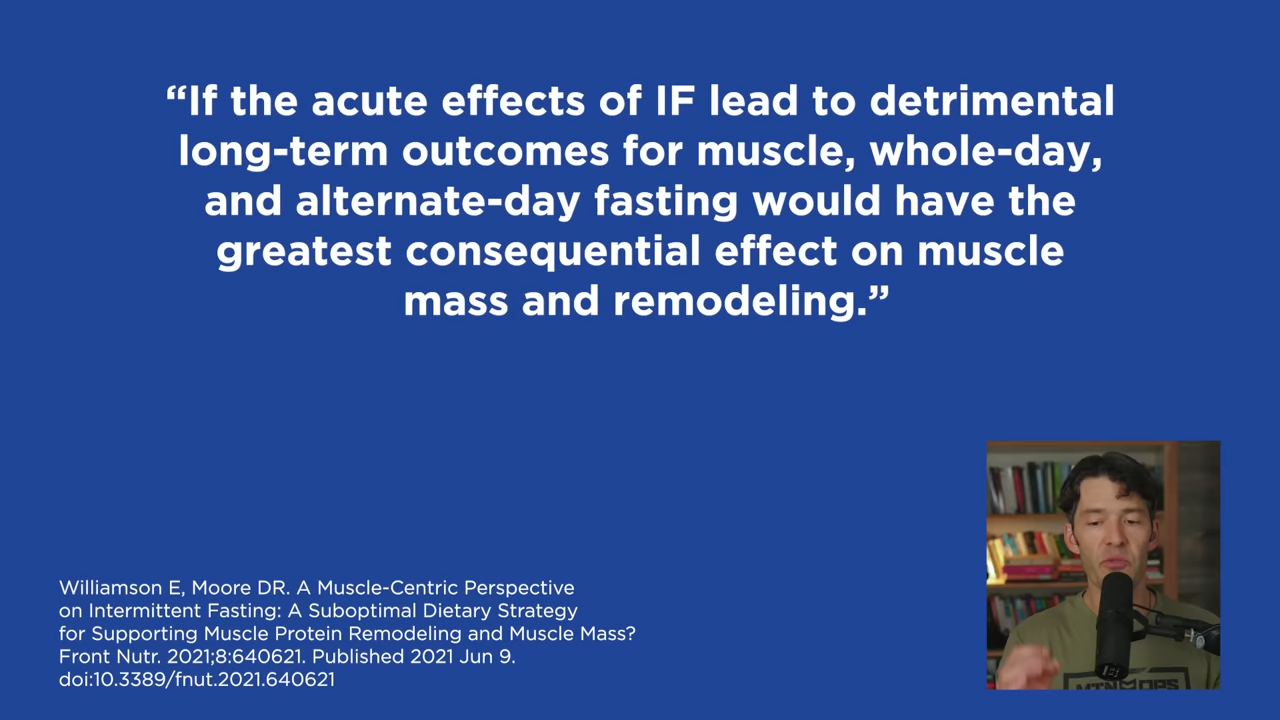 “If the acute effects of IF lead to detrimental
long-term outcomes for muscle, whole-day,
and alternate-day fasting would have the
greatest consequential effect on muscle
mass and remodeling.”
Williamson E, Moore DR. A Muscle-Centric Perspective
on Intermittent Fasting: A Suboptimal Dietary Strategy
for Supporting Muscle Protein Remodeling and Muscle Mass?
Front Nutr. 2021;8:640621. Published 2021 Jun 9.
doi:10.3389/fnut.2021.640621
MTN OPS